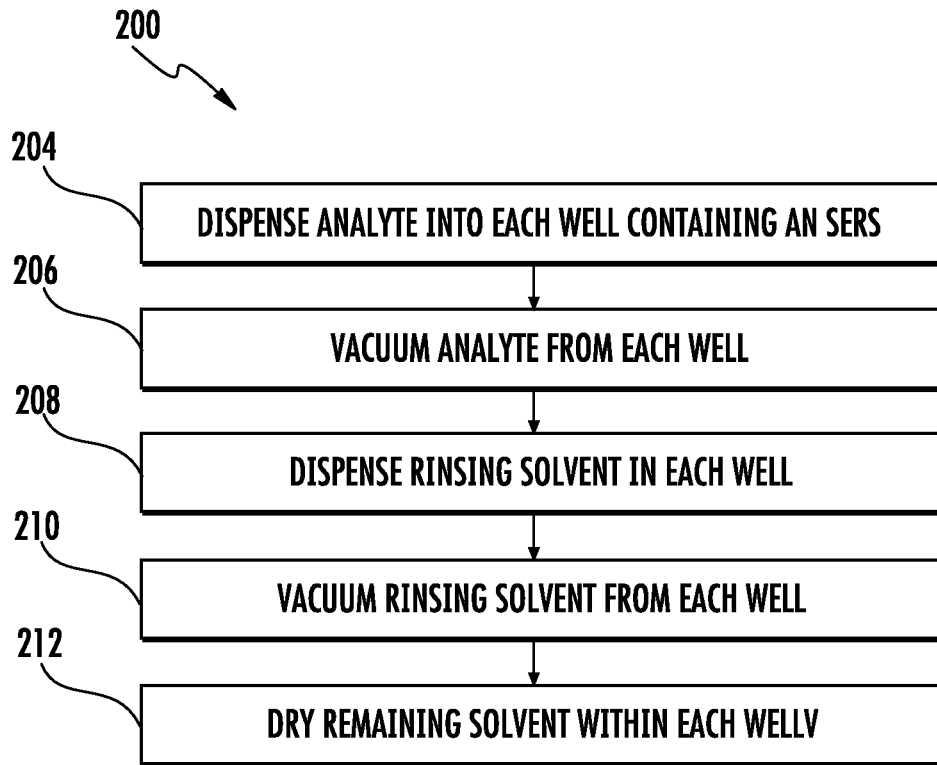 200
204
DISPENSE ANALYTE INTO EACH WELL CONTAINING AN SERS
206
VACUUM ANALYTE FROM EACH WELL
208
DISPENSE RINSING SOLVENT IN EACH WELL
210
VACUUM RINSING SOLVENT FROM EACH WELL
212
DRY REMAINING SOLVENT WITHIN EACH WELLV